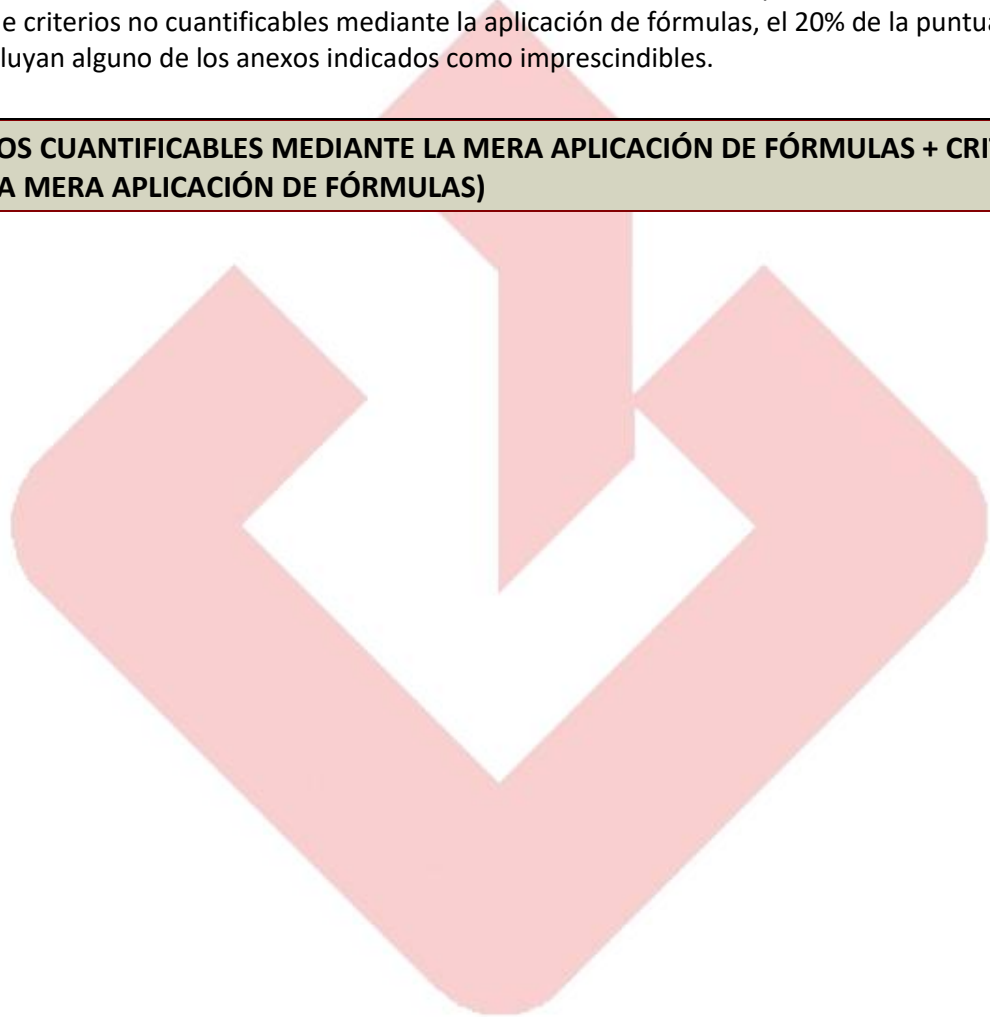 e criterios no cuantificables mediante la aplicación de fórmulas, el 20% de la puntua
luyan alguno de los anexos indicados como imprescindibles.
OS CUANTIFICABLES MEDIANTE LA MERA APLICACIÓN DE FÓRMULAS + CRI
A MERA APLICACIÓN DE FÓRMULAS)